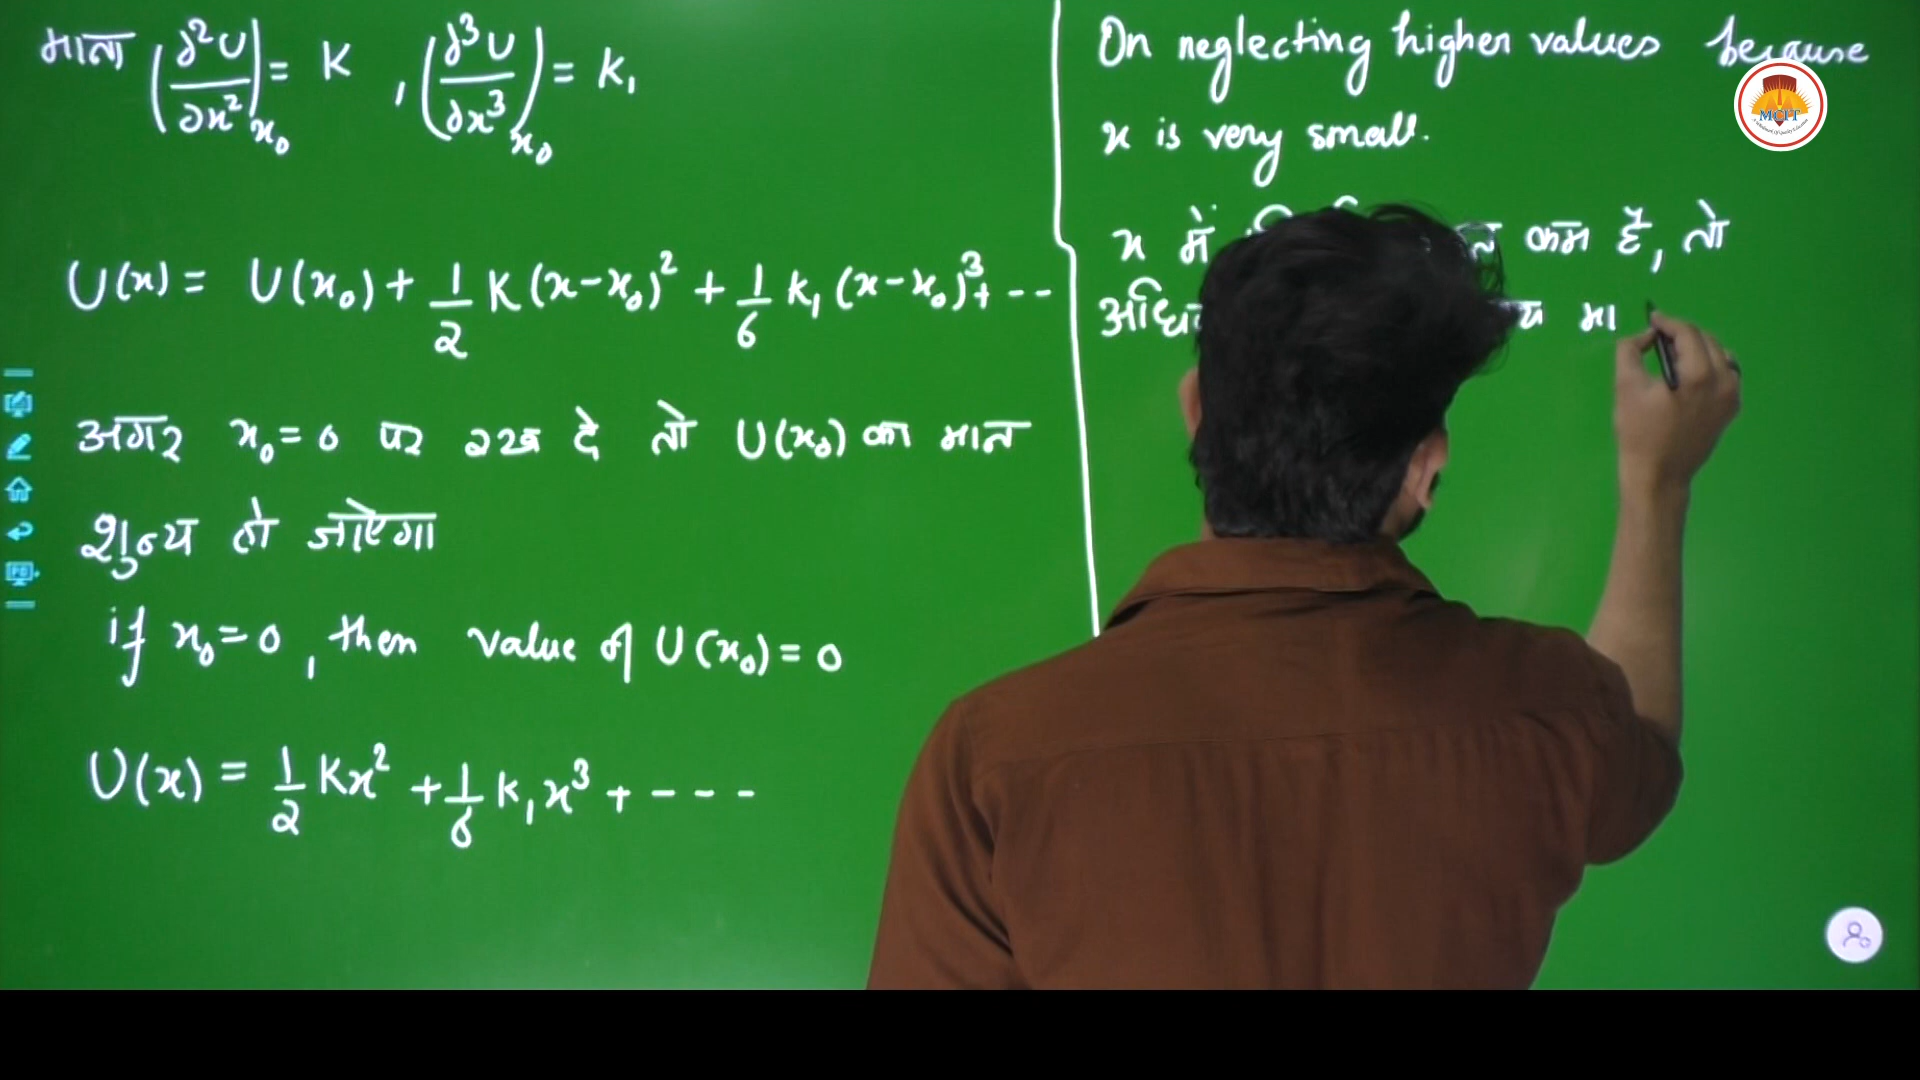 माना (∂²U/∂x²)x₀ = K , (∂³U/∂x³)x₀ = K₁
U(x) = U(x₀) + 1/2 K (x-x₀)² + 1/6 K₁ (x-x₀)³ + --
अगर x₀ = 0 पर रख दे तो U(x₀) का मान
शुन्य हो जाएगा
if x₀ = 0 , then value of U(x₀) = 0
U(x) = 1/2 Kx² + 1/6 K₁x³ + ----
On neglecting higher values because
x is very small.
x में कम है, तो
मा
MCPT